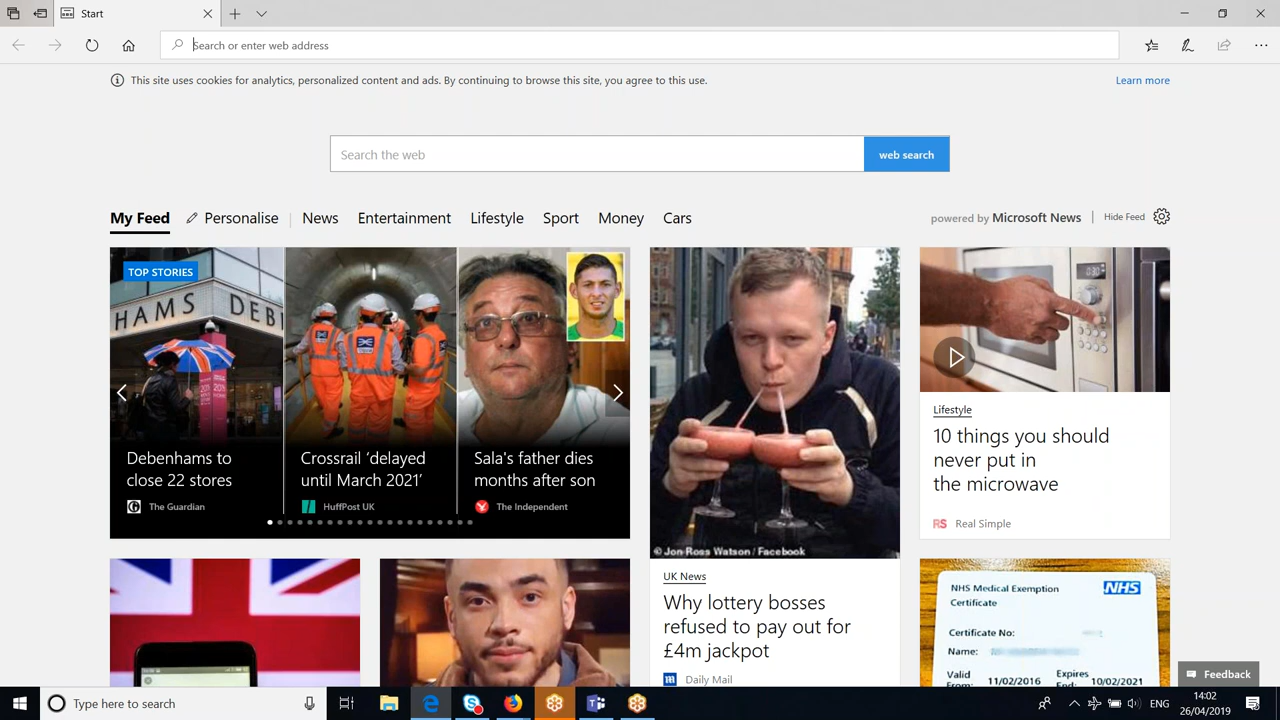 Start
Search or enter web address
This site uses cookies for analytics, personalized content and ads. By continuing to browse this site, you agree to this use.
Learn more
Search the web
web search
My Feed
Personalise
News
Entertainment
Lifestyle
Sport
Money
Cars
powered by Microsoft News
Hide Feed
TOP STORIES
HAMS DEB
Debenhams to
close 22 stores
The Guardian
Crossrail ‘delayed
until March 2021’
HuffPost UK
Sala's father dies
months after son
The Independent
© Jon Ross Watson / Facebook
UK News
Why lottery bosses
refused to pay out for
£4m jackpot
Daily Mail
Lifestyle
10 things you should
never put in
the microwave
RS Real Simple
NHS Medical Exemption
Certificate
NHS
Certificate No:
Name:
Valid
From: 11/02/2016
Expires
End: 10/02/2021
Feedback
Type here to search
ENG
14:02
26/04/2019